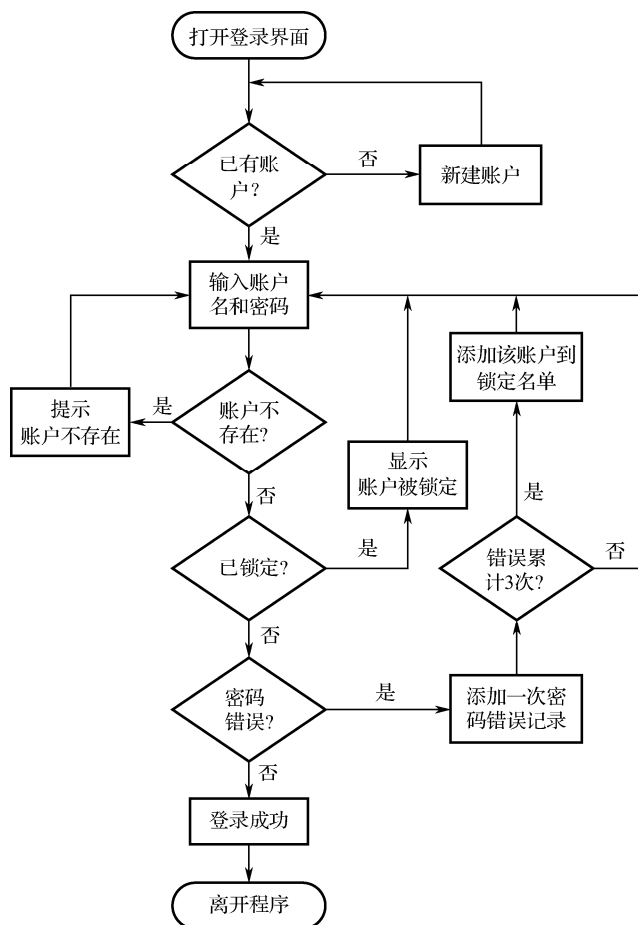 打开登录界面
已有账
户?
否
新建账户
是
输入账户
名和密码
添加该账户到
锁定名单
提示
账户不存在
是
账户不
存在?
显示
账户被锁定
否
是
已锁定?
是
错误累
计3次?
否
否
密码
错误?
是
添加一次密
码错误记录
否
登录成功
离开程序